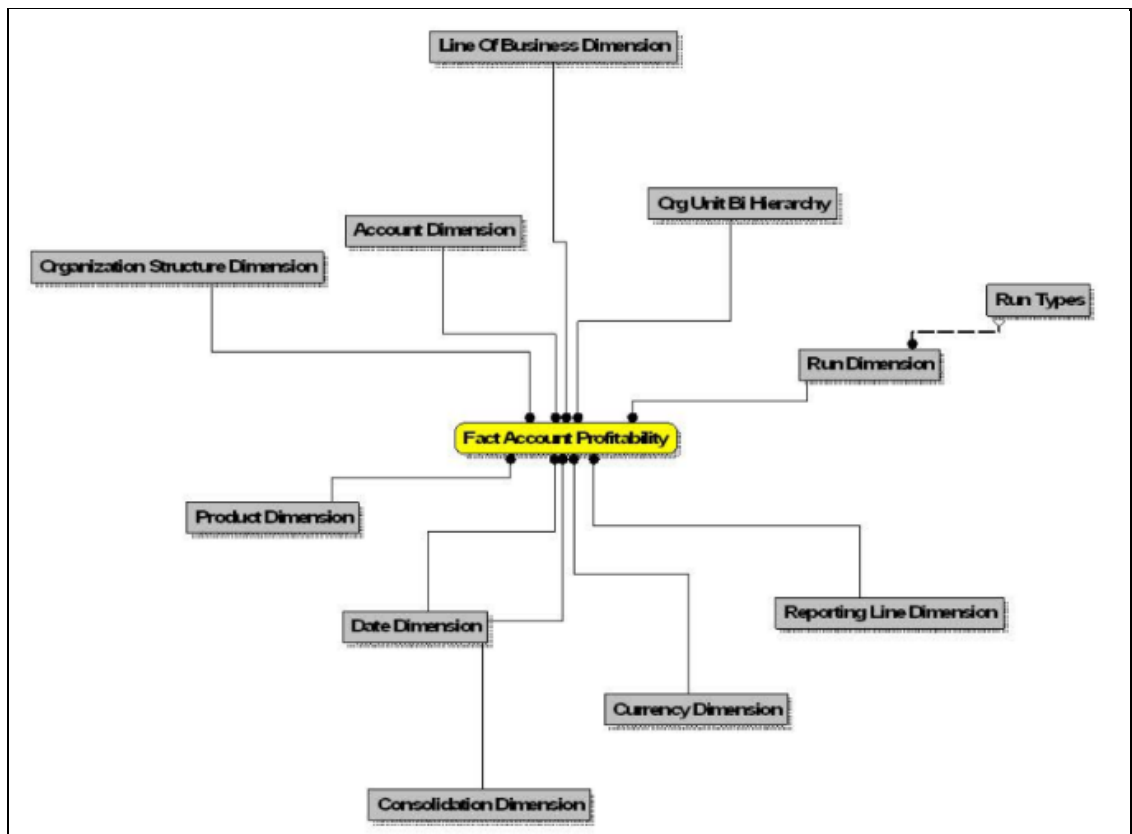 Line Of Business Dimension
Org Unit Bi Hierarchy
Account Dimension
Organization Structure Dimension
Run Types
Run Dimension
Fact Account Profitability
Product Dimension
Reporting Line Dimension
Date Dimension
Currency Dimension
Consolidation Dimension